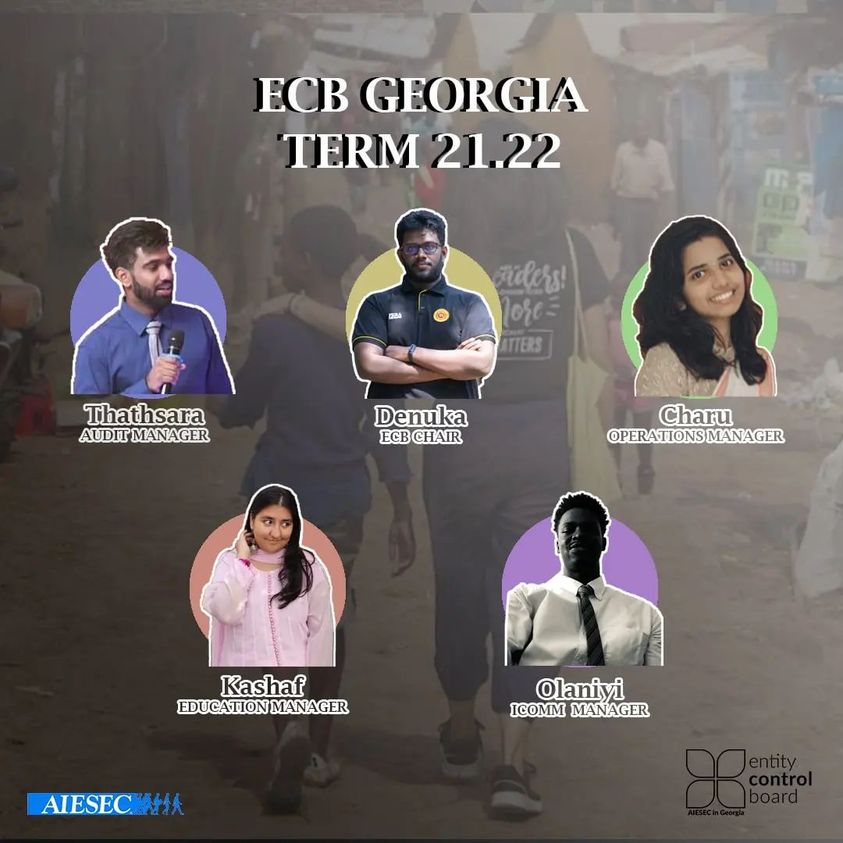 ECB GEORGIA
TERM 21.22
Thathsara
AUDIT MANAGER
Denuka
ECB CHAIR
Charu
OPERATIONS MANAGER
Kashaf
EDUCATION MANAGER
Olaniyi
ICOMM MANAGER
AIESEC
entity
control
board
AIESEC in Georgia